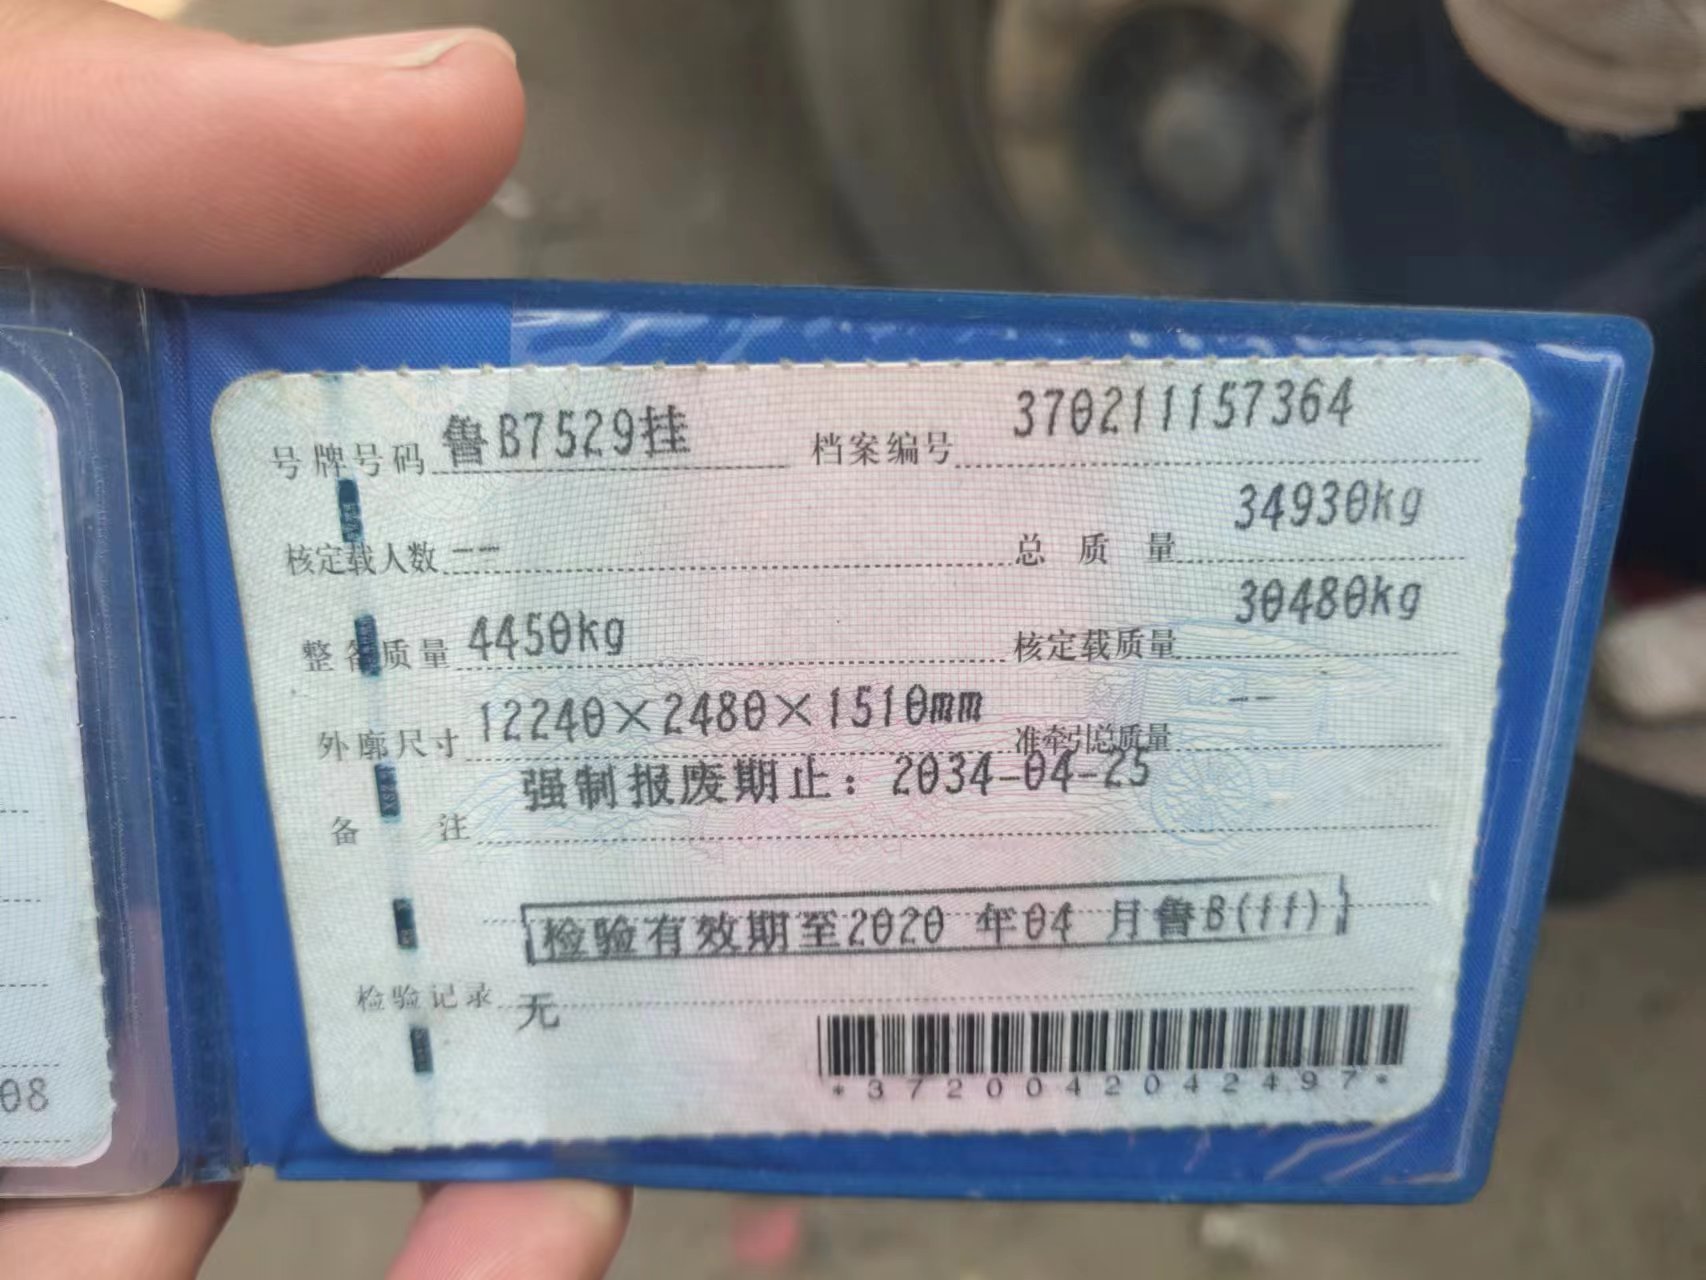 号牌号码 鲁B7529挂 档案编号 370211157364
核定载人数 -- 总质量 34930kg
整备质量 4450kg 核定载质量 30480kg
外廓尺寸 12240×2480×1510mm 准牵引总质量 --
备注 强制报废期止：2034-04-25
检验有效期至2020 年04 月鲁B(ff)
检验记录 无
*3720042042497*
08